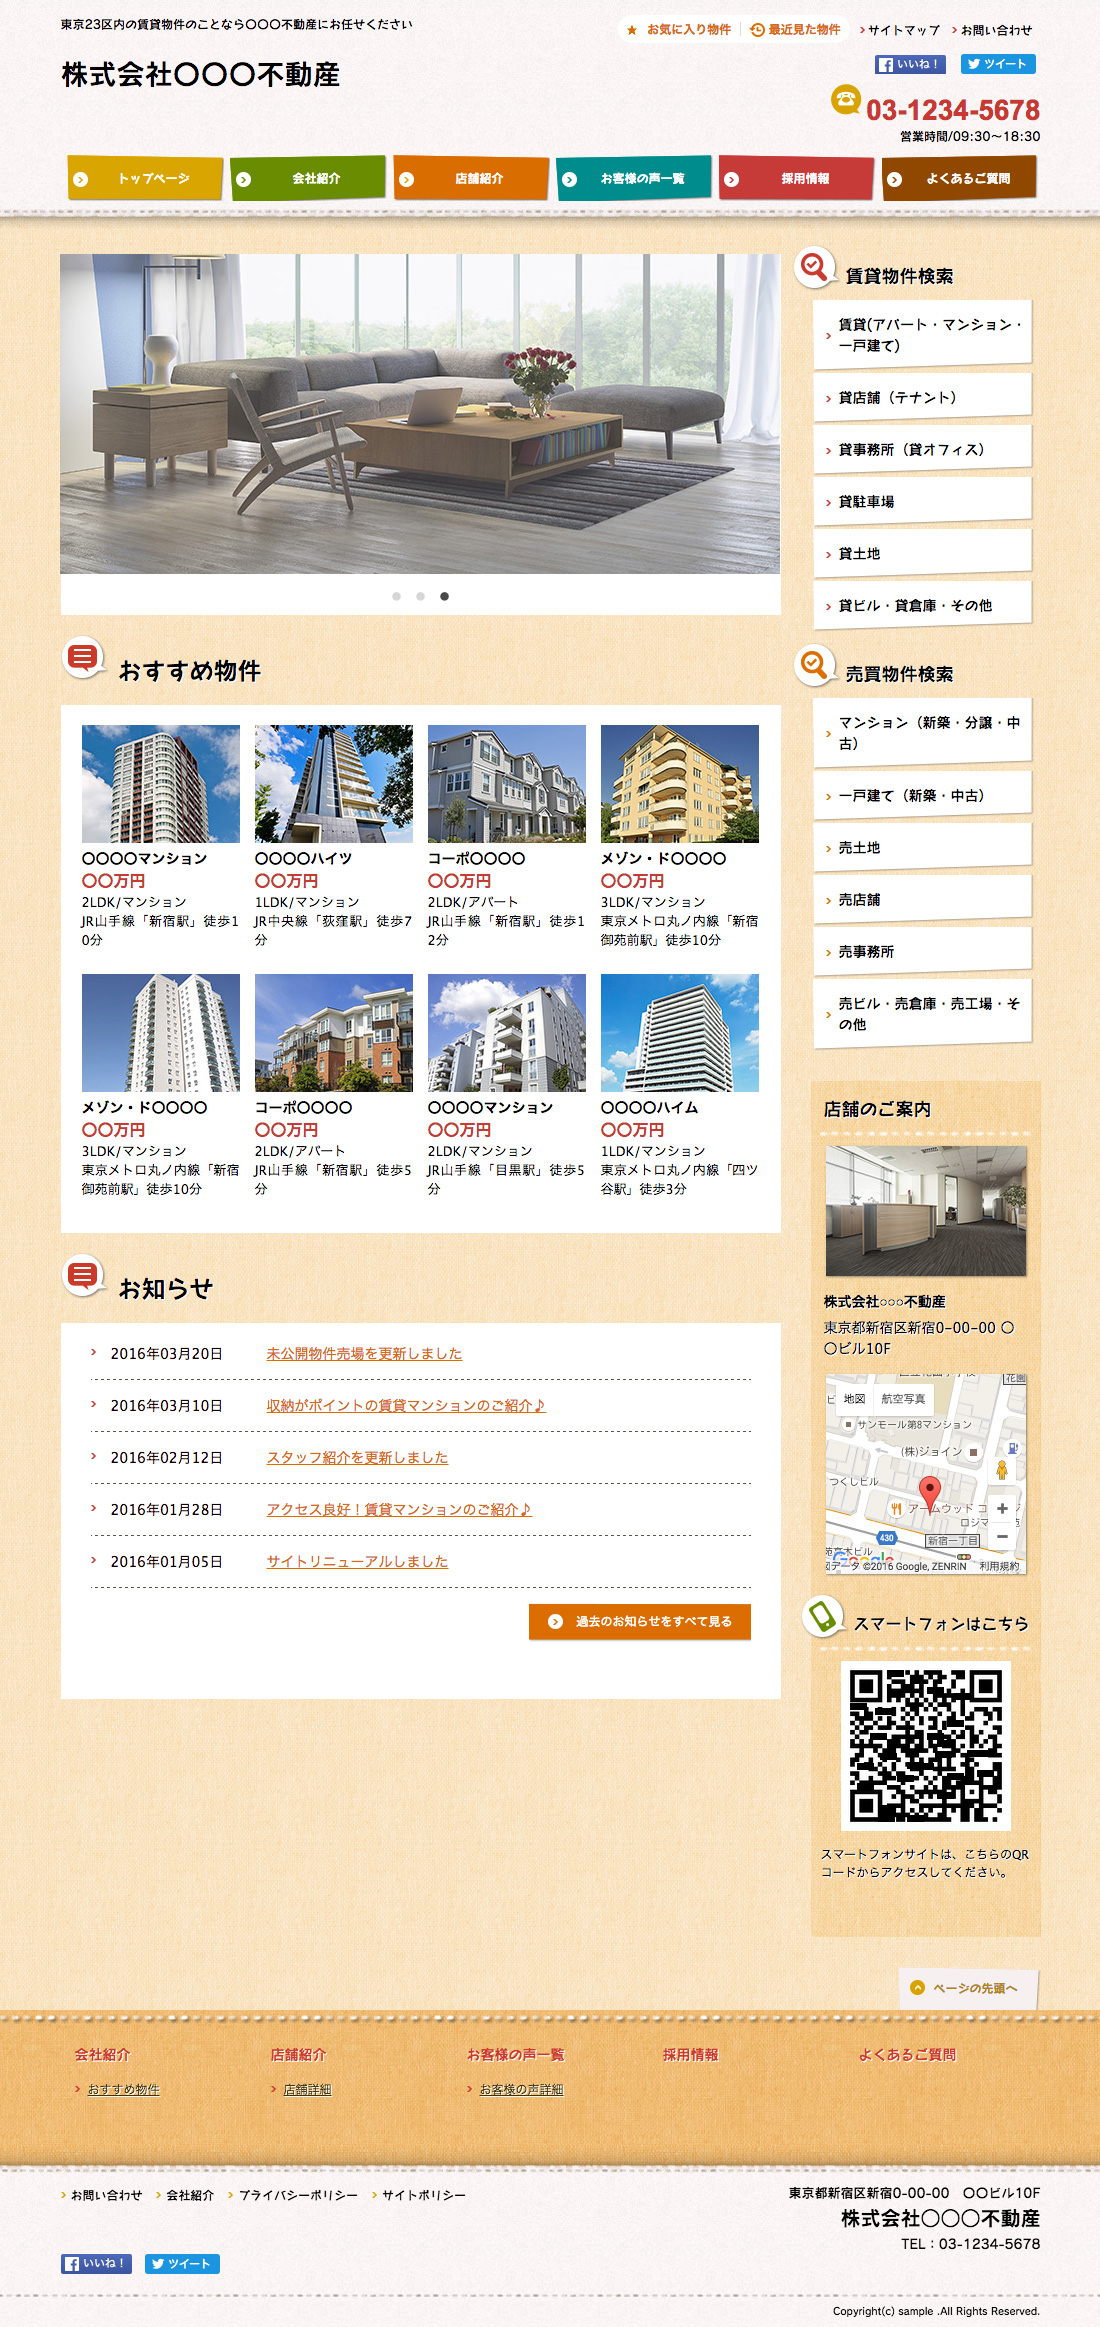 東京23区内の賃貸物件のことなら〇〇〇不動産にお任せください
お気に入り物件
最近見た物件
サイトマップ
お問い合わせ
株式会社〇〇〇不動産
いいね！
ツイート
03-1234-5678
営業時間/09:30〜18:30
トップページ
会社紹介
店舗紹介
お客様の声一覧
採用情報
よくあるご質問
賃貸物件検索
賃貸(アパート・マンション・
一戸建て)
貸店舗（テナント）
貸事務所（貸オフィス）
貸駐車場
貸土地
貸ビル・貸倉庫・その他
おすすめ物件
〇〇〇〇マンション
〇〇万円
2LDK/マンション
JR山手線「新宿駅」徒歩1
0分
〇〇〇〇ハイツ
〇〇万円
1LDK/マンション
JR中央線「荻窪駅」徒歩7
分
コーポ〇〇〇〇
〇〇万円
2LDK/アパート
JR山手線「新宿駅」徒歩1
2分
メゾン・ド〇〇〇〇
〇〇万円
3LDK/マンション
東京メトロ丸ノ内線「新宿
御苑前駅」徒歩10分
メゾン・ド〇〇〇〇
〇〇万円
3LDK/マンション
東京メトロ丸ノ内線「新宿
御苑前駅」徒歩10分
コーポ〇〇〇〇
〇〇万円
2LDK/アパート
JR山手線「新宿駅」徒歩5
分
〇〇〇〇マンション
〇〇万円
2LDK/マンション
JR山手線「目黒駅」徒歩5
分
〇〇〇〇ハイム
〇〇万円
1LDK/マンション
東京メトロ丸ノ内線「四ツ
谷駅」徒歩3分
売買物件検索
マンション（新築・分譲・中
古）
一戸建て（新築・中古）
売土地
売店舗
売事務所
売ビル・売倉庫・売工場・そ
の他
お知らせ
2016年03月20日 未公開物件売場を更新しました
2016年03月10日 収納がポイントの賃貸マンションのご紹介♪
2016年02月12日 スタッフ紹介を更新しました
2016年01月28日 アクセス良好！賃貸マンションのご紹介♪
2016年01月05日 サイトリニューアルしました
過去のお知らせをすべて見る
店舗のご案内
株式会社○○○不動産
東京都新宿区新宿0-00-00 〇
〇ビル10F
花園
地図
航空写真
サンモール第8マンション
(株)ジョイン
つくしビル
アームウッド コ
ロジマ
430
新宿一丁目
Google
©2016 Google, ZENRIN
利用規約
スマートフォンはこちら
スマートフォンサイトは、こちらのQR
コードからアクセスしてください。
ページの先頭へ
会社紹介
おすすめ物件
店舗紹介
店舗詳細
お客様の声一覧
お客様の声詳細
採用情報
よくあるご質問
お問い合わせ
会社紹介
プライバシーポリシー
サイトポリシー
いいね！
ツイート
東京都新宿区新宿0-00-00　〇〇ビル10F
株式会社〇〇〇不動産
TEL：03-1234-5678
Copyright(c) sample .All Rights Reserved.